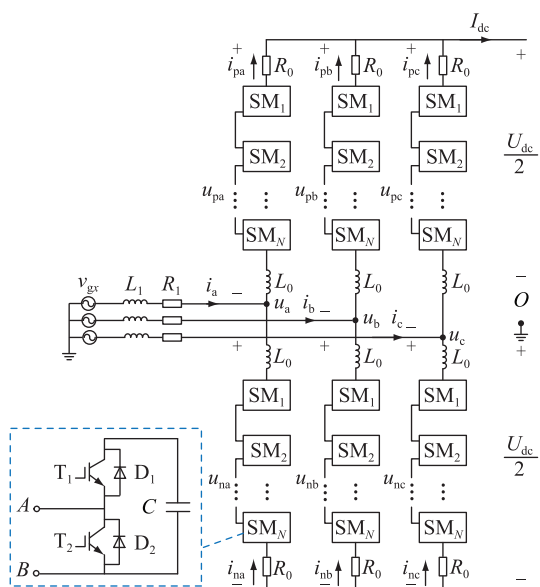 I_dc
+ + + +
i_pa R_0 i_pb R_0 i_pc R_0
SM_1 SM_1 SM_1
SM_2 SM_2 SM_2
U_dc/2
u_pa u_pb u_pc
SM_N SM_N SM_N
L_0 L_0 L_0
v_gx L_1 R_1 i_a − u_a i_b − u_b i_c − u_c
− O +
+ + +
L_0 L_0 L_0
SM_1 SM_1 SM_1
SM_2 SM_2 SM_2
U_dc/2
u_na u_nb u_nc
SM_N SM_N SM_N
T_1 D_1
A C
T_2 D_2
B
i_na R_0 i_nb R_0 i_nc R_0
− − − −